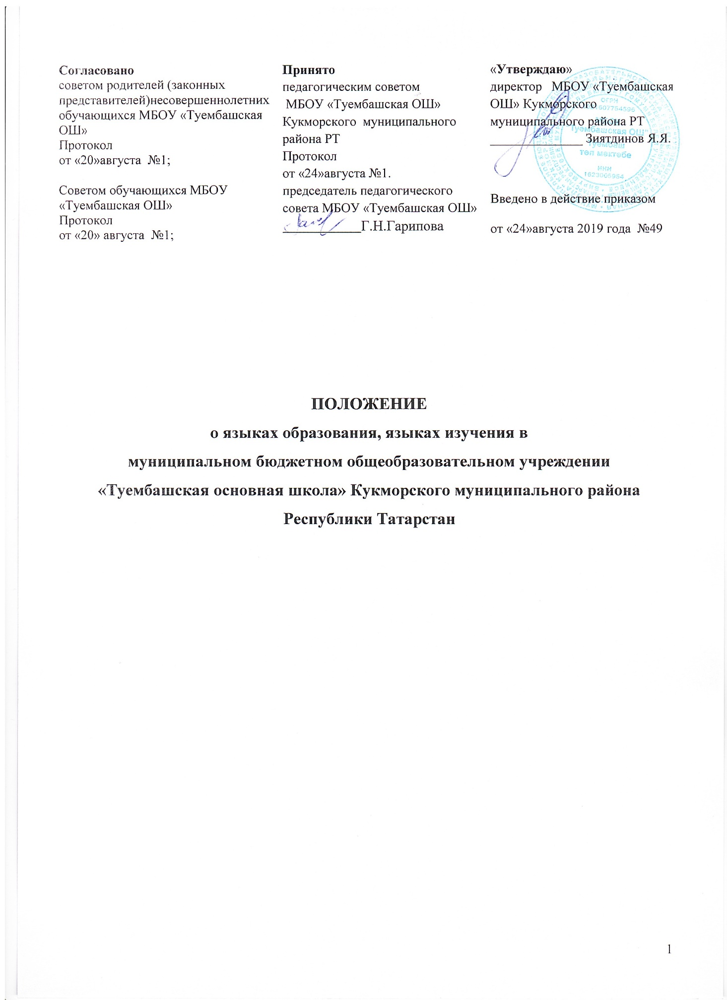 Согласовано
советом родителей (законных
представителей)несовершеннолетних
обучающихся МБОУ «Туембашская
ОШ»
Протокол
от «20»августа №1;
Советом обучающихся МБОУ
«Туембашская ОШ»
Протокол
от «20» августа №1;
Принято
педагогическим советом
МБОУ «Туембашская ОШ»
Кукморского муниципального
района РТ
Протокол
от «24»августа №1.
председатель педагогического
совета МБОУ «Туембашская ОШ»
____________Г.Н.Гарипова
«Утверждаю»
директор МБОУ «Туембашская
ОШ» Кукморского
муниципального района РТ
______________ Зиятдинов Я.Я.
Введено в действие приказом
от «24»августа 2019 года №49
ОГРН
"Туембашская ОШ"
Туембаш
төп мәктәбе
ИНН
ПОЛОЖЕНИЕ
о языках образования, языках изучения в
муниципальном бюджетном общеобразовательном учреждении
«Туембашская основная школа» Кукморского муниципального района
Республики Татарстан
1